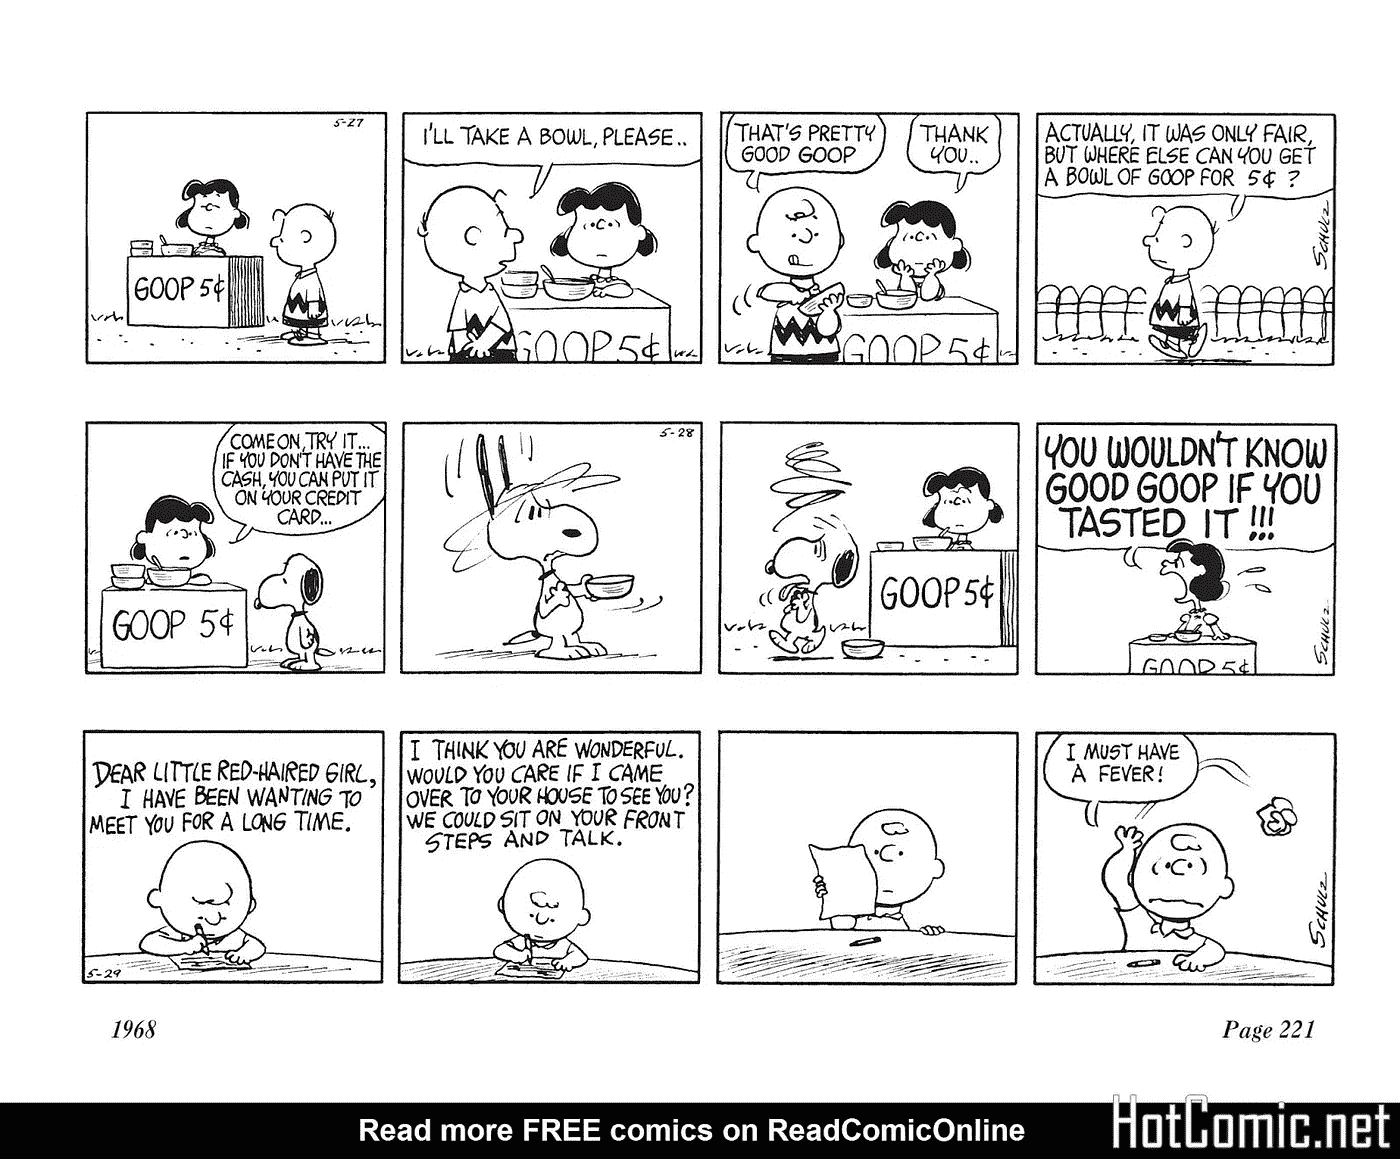 5-27
GOOP 5¢
I'LL TAKE A BOWL, PLEASE..
GOOP 5¢
THAT'S PRETTY
GOOD GOOP
THANK
YOU..
GOOP 5¢
ACTUALLY, IT WAS ONLY FAIR,
BUT WHERE ELSE CAN YOU GET
A BOWL OF GOOP FOR 5¢ ?
SCHULZ
COME ON, TRY IT...
IF YOU DON'T HAVE THE
CASH, YOU CAN PUT IT
ON YOUR CREDIT
CARD...
GOOP 5¢
5-28
GOOP 5¢
YOU WOULDN'T KNOW
GOOD GOOP IF YOU
TASTED IT !!!
GOOP 5¢
SCHULZ
DEAR LITTLE RED-HAIRED GIRL,
I HAVE BEEN WANTING TO
MEET YOU FOR A LONG TIME.
5-29
I THINK YOU ARE WONDERFUL.
WOULD YOU CARE IF I CAME
OVER TO YOUR HOUSE TO SEE YOU?
WE COULD SIT ON YOUR FRONT
STEPS AND TALK.
I MUST HAVE
A FEVER!
SCHULZ
1968
Page 221
Read more FREE comics on ReadComicOnline
HotComic.net